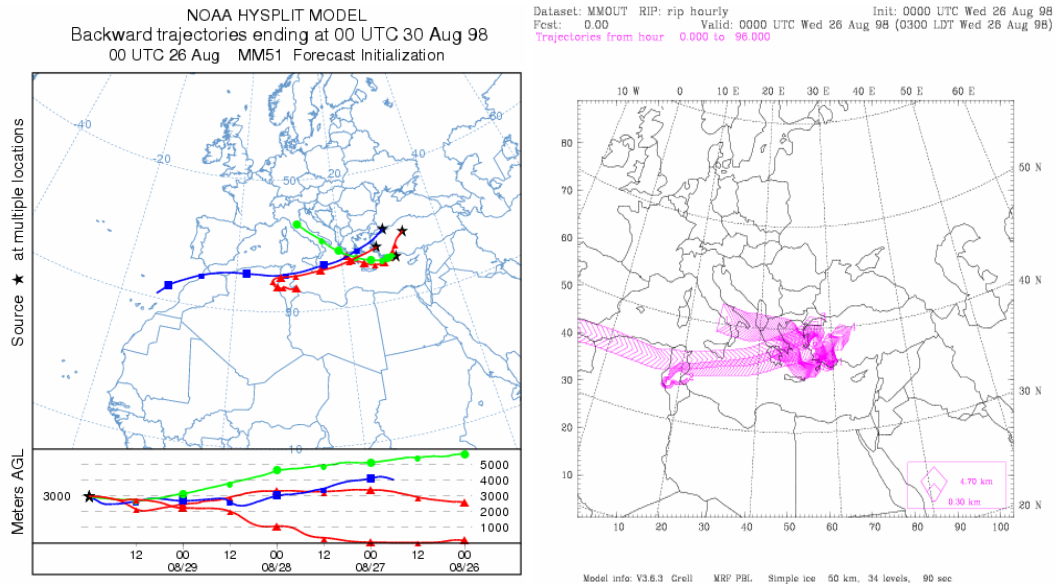 NOAA HYSPLIT MODEL
Backward trajectories ending at 00 UTC 30 Aug 98
00 UTC 26 Aug MM51 Forecast Initialization
Source ★ at multiple locations
-40
-20
50
20
40
60
Meters AGL
3000
5000
4000
3000
2000
1000
12 00 12 00 12 00 12 00
08/29 08/28 08/27 08/26
Dataset: MMOUT RIP: rip hourly Init: 0000 UTC Wed 26 Aug 98
Fcst: 0.00 Valid: 0000 UTC Wed 26 Aug 98 (0300 LDT Wed 26 Aug 98)
Trajectories from hour 0.000 to 96.000
10 W 0 10 E 20 E 30 E 40 E 50 E 60 E
80
70
60
50
40
30
20
10
50 N
40 N
30 N
20 N
4.70 km
0.30 km
10 20 30 40 50 60 70 80 90 100
Model info: V3.6.3 Grell MRF PBL Simple ice 50 km, 34 levels, 90 sec